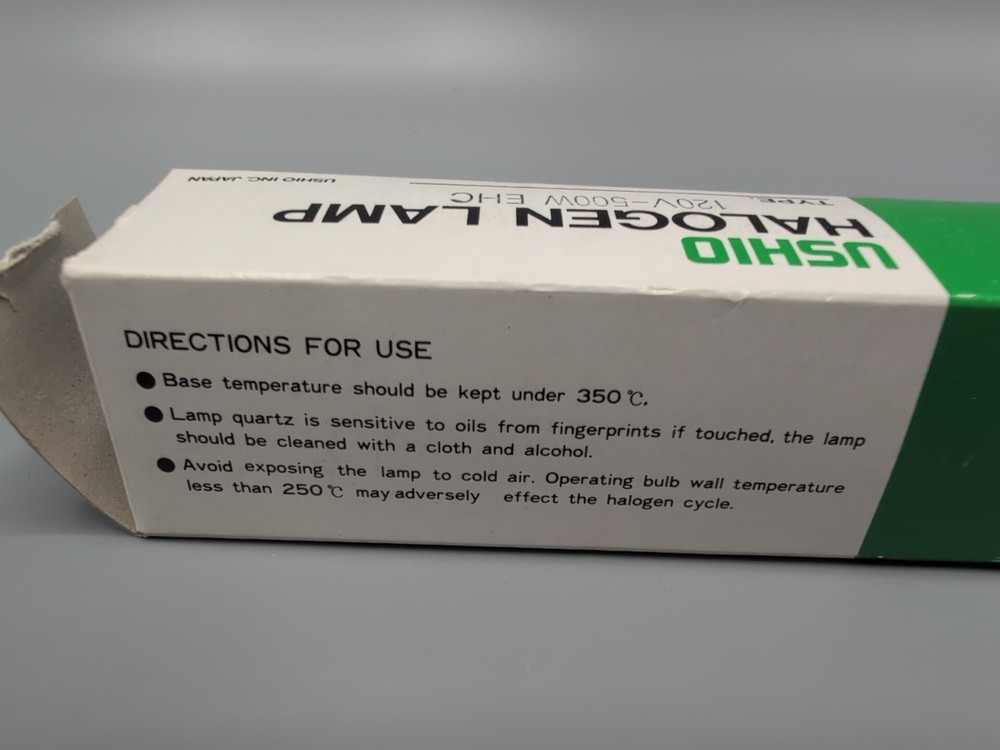 USHIO
HALOGEN LAMP
TYPE. 120V-500W EHC
USHIO INC. JAPAN
DIRECTIONS FOR USE
● Base temperature should be kept under 350℃.
● Lamp quartz is sensitive to oils from fingerprints if touched, the lamp
should be cleaned with a cloth and alcohol.
● Avoid exposing the lamp to cold air. Operating bulb wall temperature
less than 250℃ may adversely effect the halogen cycle.